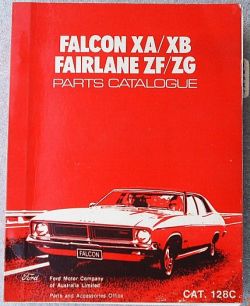 FALCON XA/XB
FAIRLANE ZF/ZG
PARTS CATALOGUE
FALCON
Ford
Ford Motor Company
of Australia Limited
Parts and Accessories Office
CAT. 128C